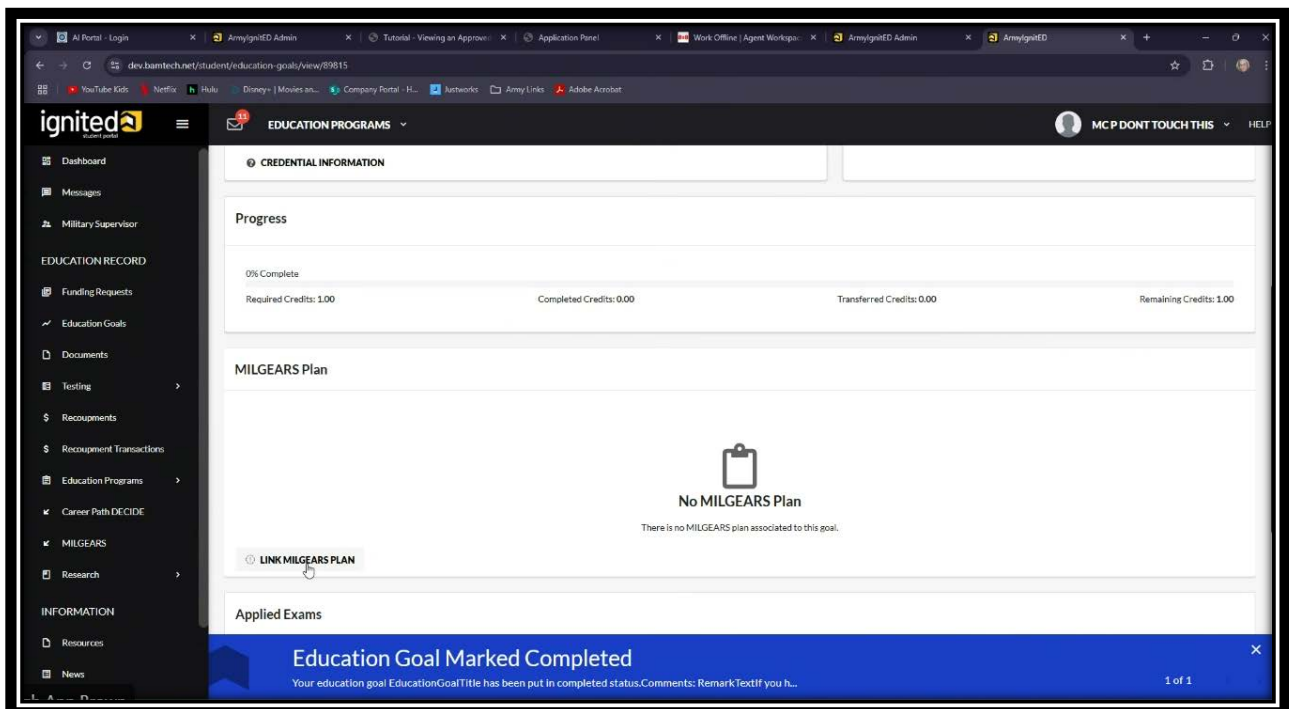 AI Portal - Login
ArmyIgnitED Admin
Tutorial - Viewing an Approved
Application Panel
Work Offline | Agent Workspac
ArmyIgnitED Admin
ArmyIgnitED
dev.bamtech.net/student/education-goals/view/89815
YouTube Kids
Netflix
Hulu
Disney+ | Movies an...
Company Portal - H...
Justworks
Army Links
Adobe Acrobat
ignited
student portal
11
EDUCATION PROGRAMS
MC P DONT TOUCH THIS
HELP
Dashboard
Messages
Military Supervisor
EDUCATION RECORD
Funding Requests
Education Goals
Documents
Testing
Recoupments
Recoupment Transactions
Education Programs
Career Path DECIDE
MILGEARS
Research
INFORMATION
Resources
News
CREDENTIAL INFORMATION
Progress
0% Complete
Required Credits: 1.00 Completed Credits: 0.00 Transferred Credits: 0.00 Remaining Credits: 1.00
MILGEARS Plan
No MILGEARS Plan
There is no MILGEARS plan associated to this goal.
LINK MILGEARS PLAN
Applied Exams
Education Goal Marked Completed
Your education goal EducationGoalTitle has been put in completed status.Comments: RemarkTextIf you h...
1 of 1